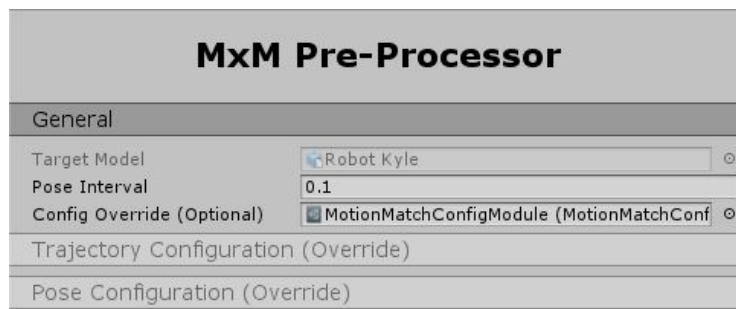 MxM Pre-Processor
General
Target Model Robot Kyle
Pose Interval 0.1
Config Override (Optional) MotionMatchConfigModule (MotionMatchConf
Trajectory Configuration (Override)
Pose Configuration (Override)